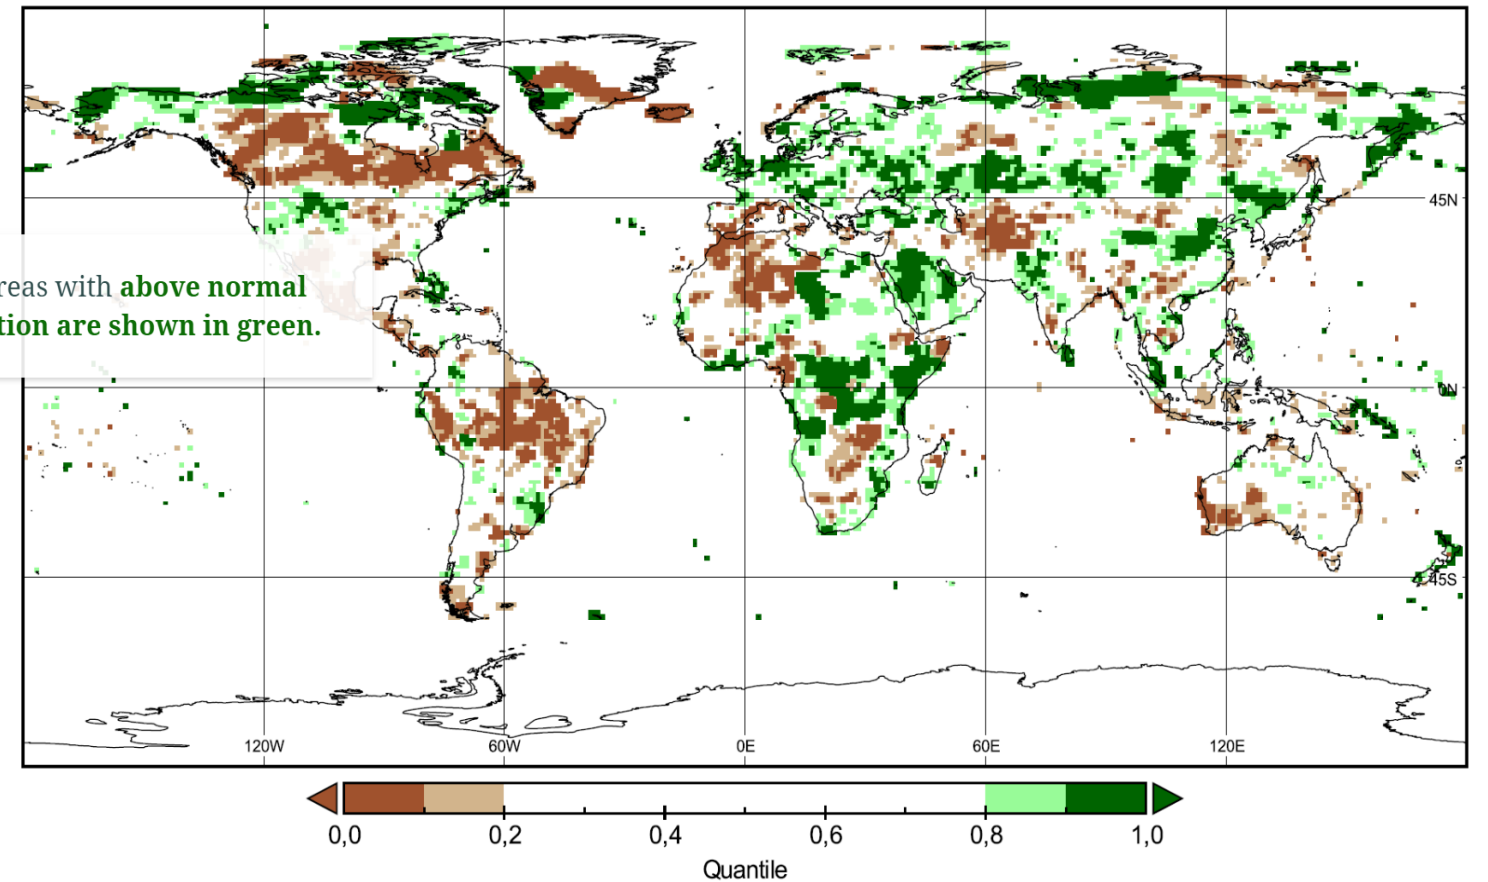 45N
reas with above normal
tion are shown in green.
0N
45S
120W 60W 0E 60E 120E
0,0 0,2 0,4 0,6 0,8 1,0
Quantile